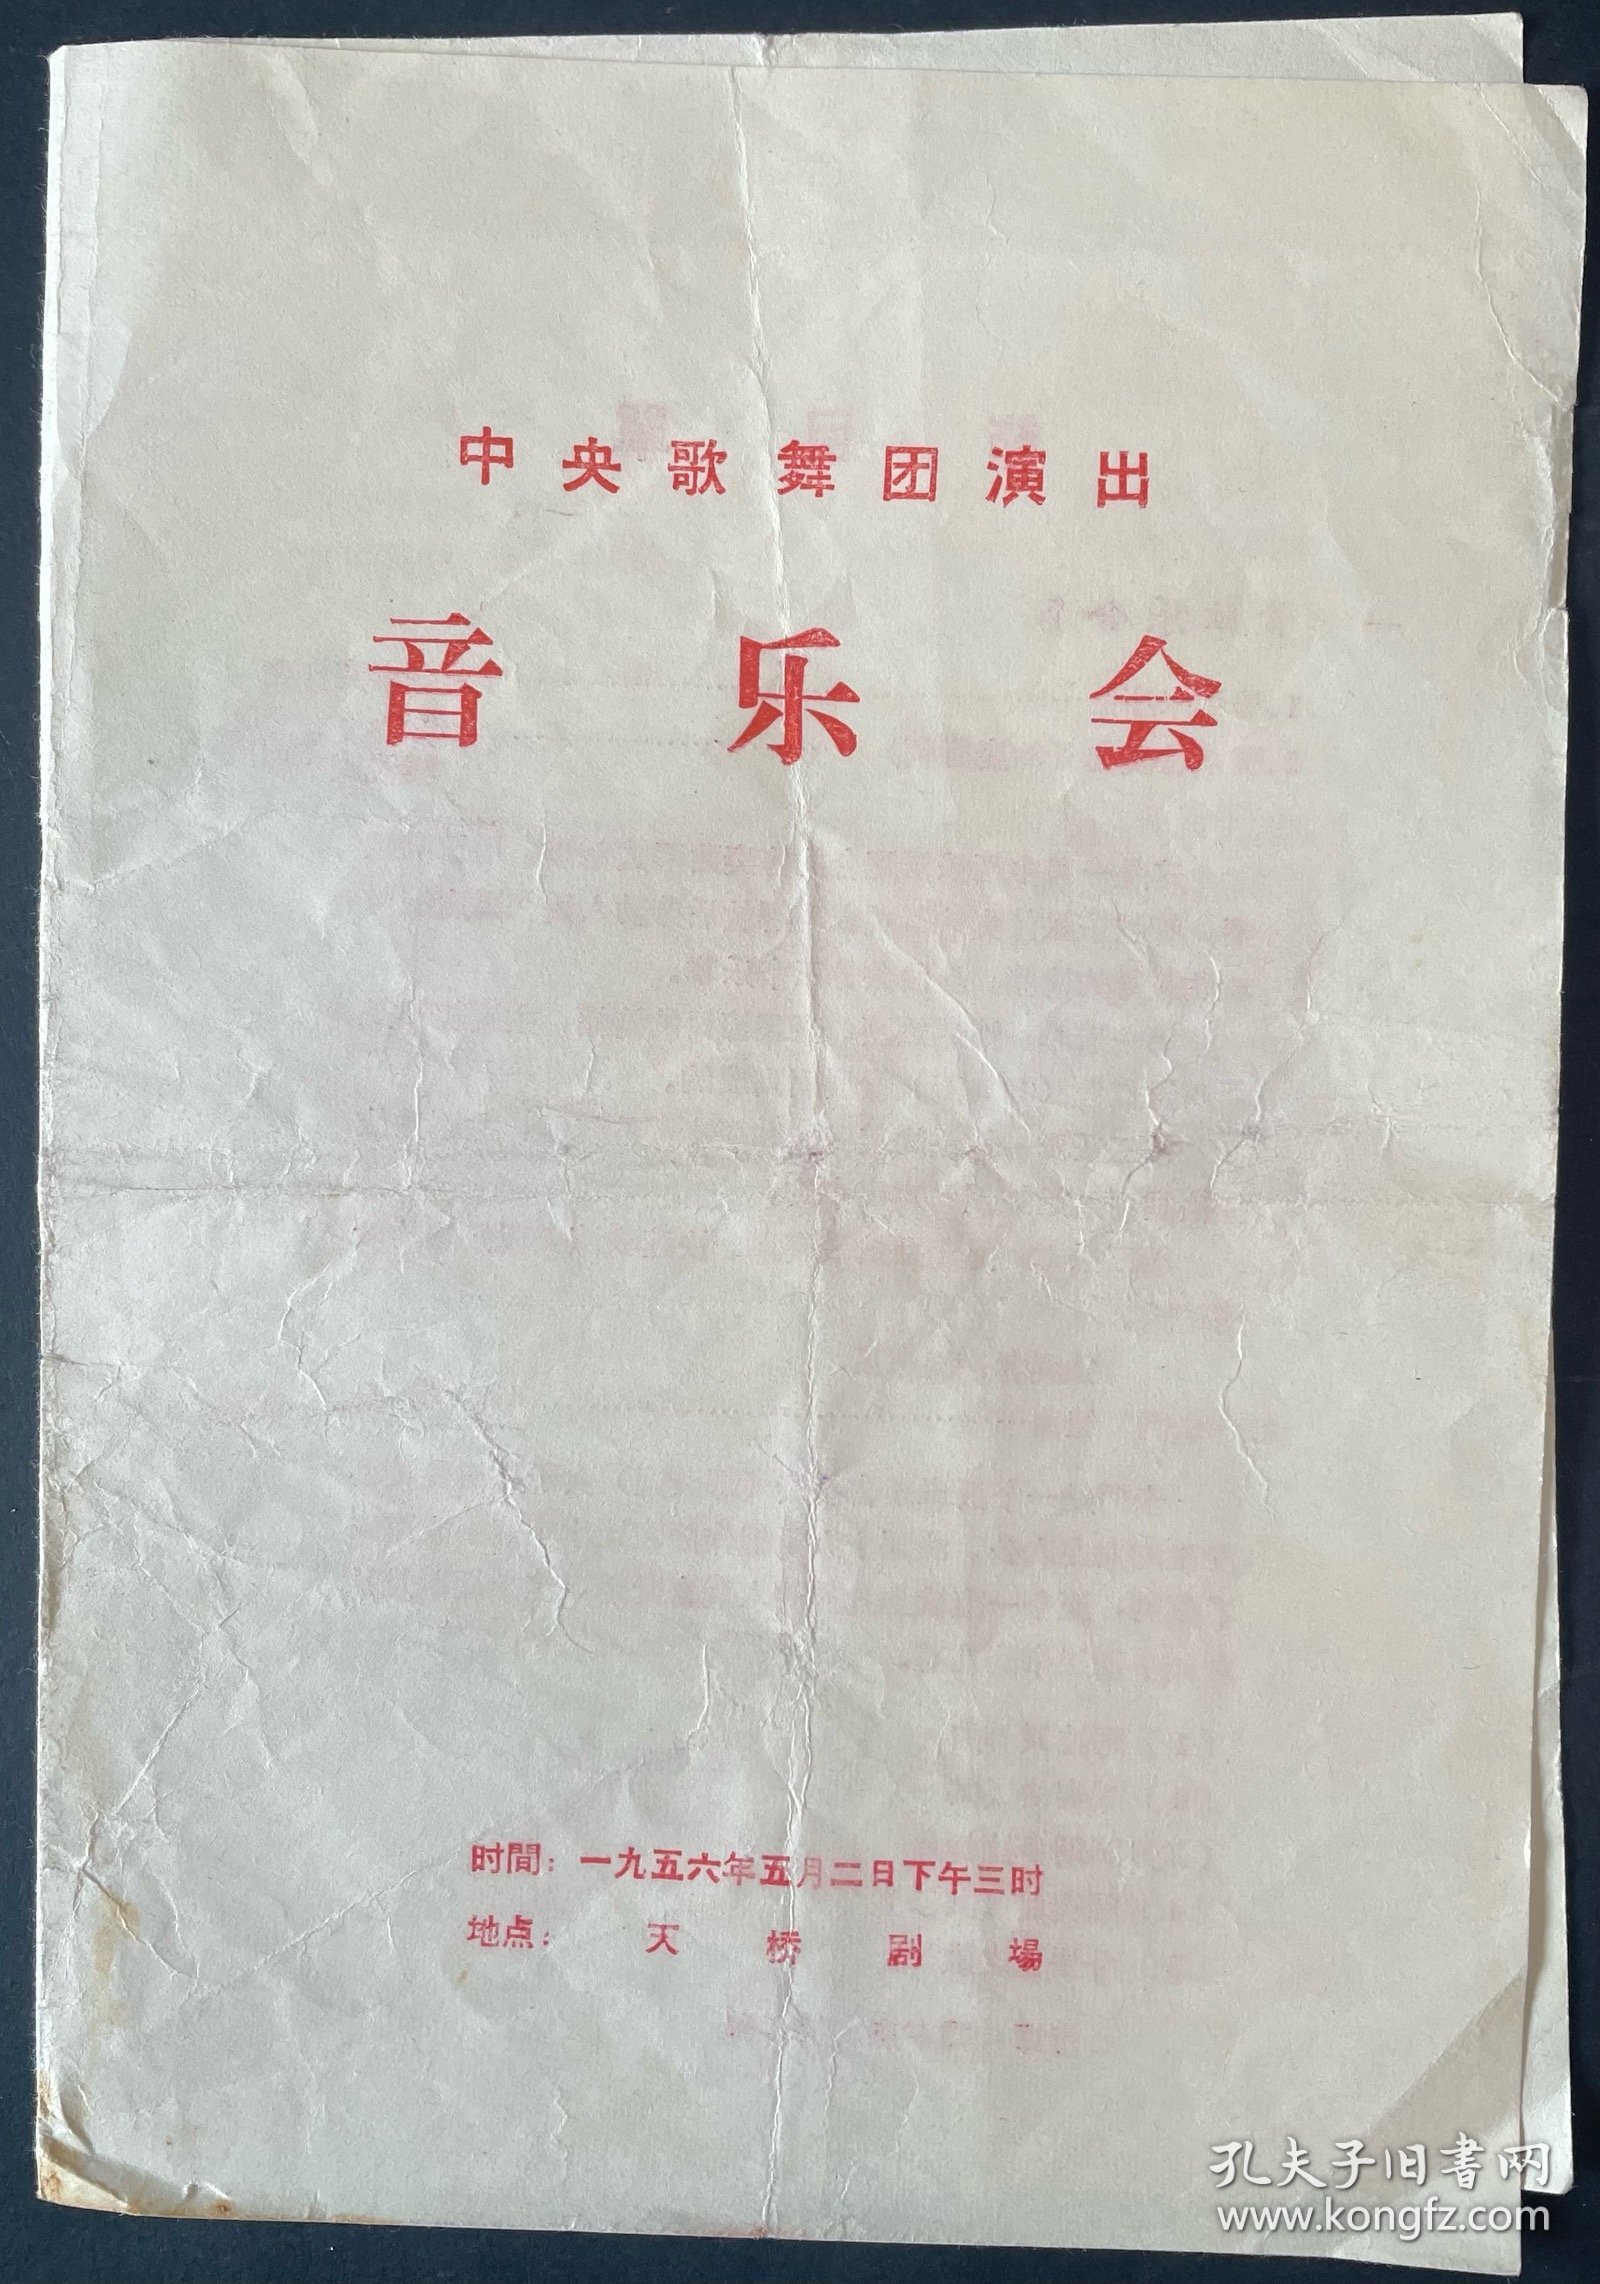 中央歌舞团演出
音乐会
时間：一九五六年五月二日下午三时
地点：天桥剧場
孔夫子旧書网
www.kongfz.com